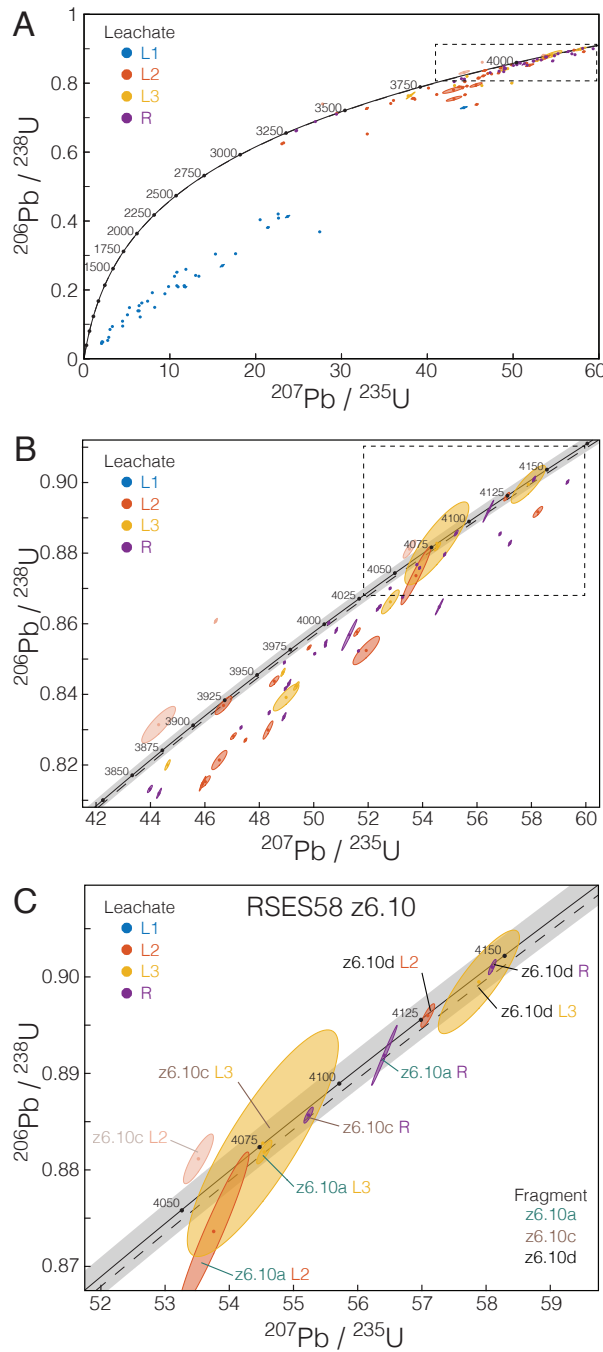 A
Leachate
L1
L2
L3
R
4000
3750
3500
3250
3000
2750
2500
2250
2000
1750
1500
1
0.8
0.6
0.4
0.2
0
206Pb / 238U
0 10 20 30 40 50 60
207Pb / 235U
B
Leachate
L1
L2
L3
R
4150
4125
4100
4075
4050
4025
4000
3975
3950
3925
3900
3875
3850
0.90
0.88
0.86
0.84
0.82
206Pb / 238U
42 44 46 48 50 52 54 56 58 60
207Pb / 235U
C
RSES58 z6.10
Leachate
L1
L2
L3
R
4150
z6.10d L2
z6.10d R
4125
z6.10d L3
z6.10c L3
4100
z6.10a R
z6.10c L2
z6.10c R
4075
z6.10a L3
4050
z6.10a L2
Fragment
z6.10a
z6.10c
z6.10d
0.90
0.89
0.88
0.87
206Pb / 238U
52 53 54 55 56 57 58 59
207Pb / 235U